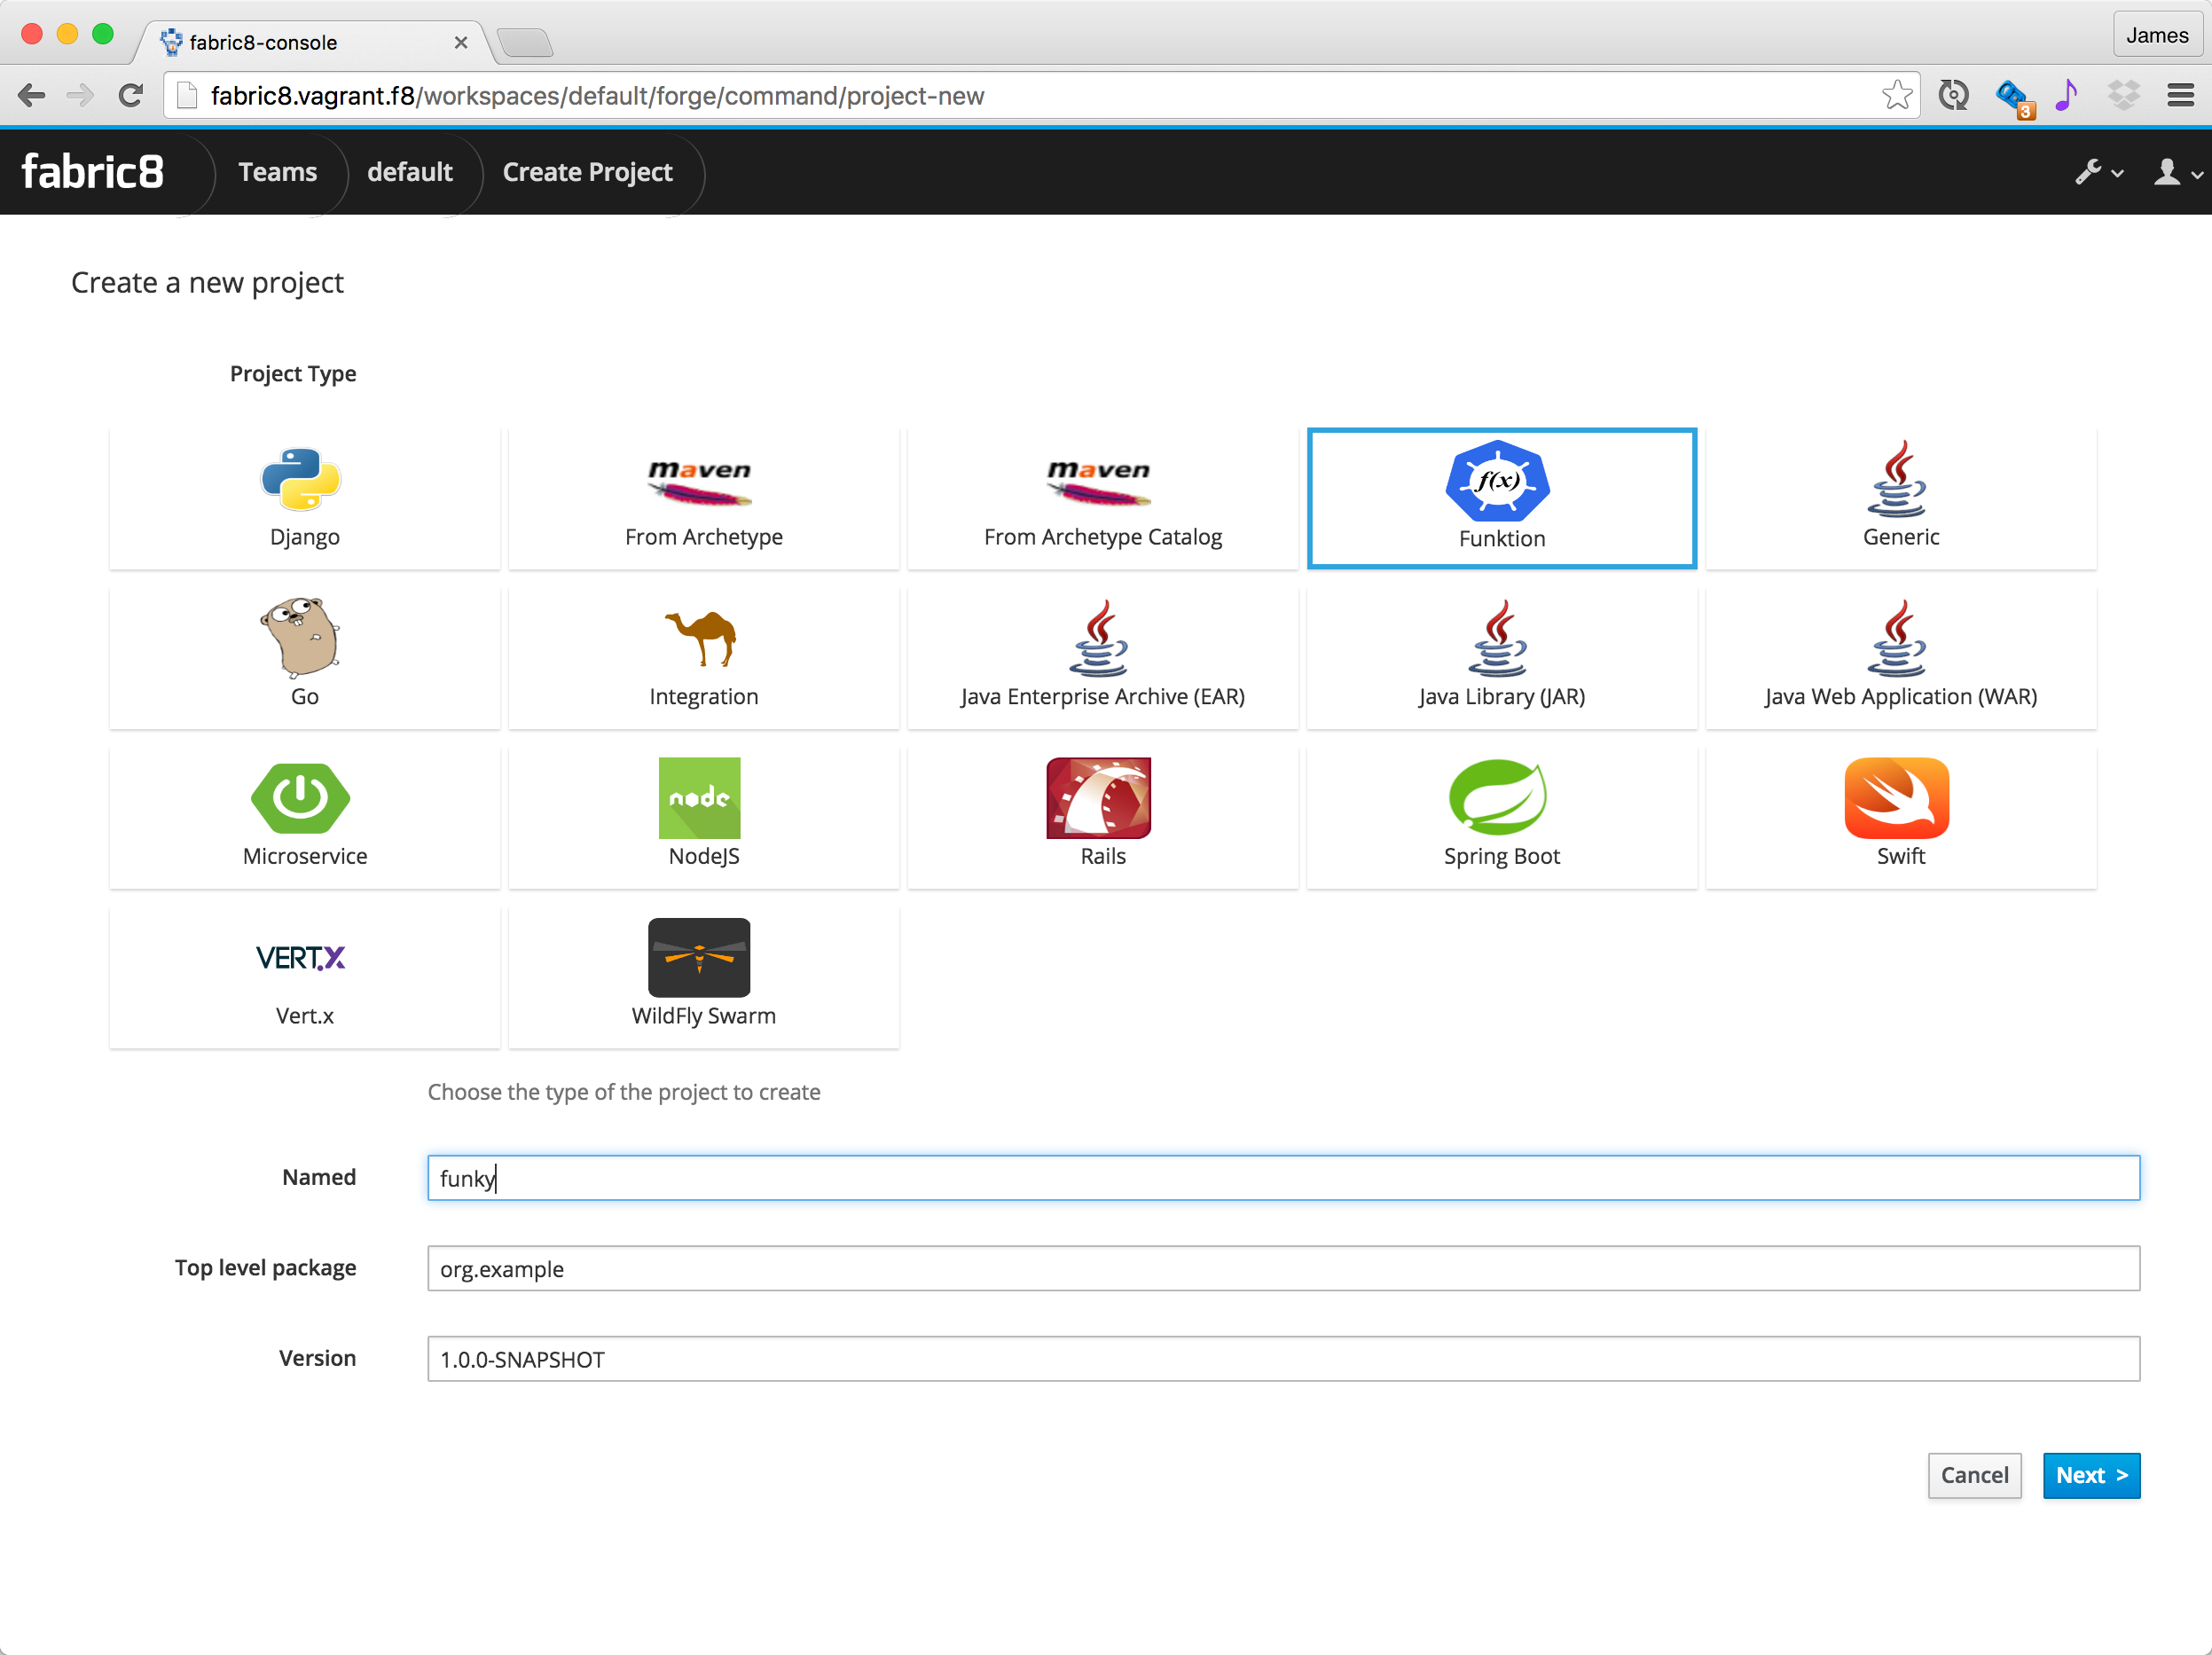 fabric8-console
James
fabric8.vagrant.f8/workspaces/default/forge/command/project-new
3
fabric8 Teams default Create Project
Create a new project
Project Type
maven maven f(x)
Django From Archetype From Archetype Catalog Funktion Generic
Go Integration Java Enterprise Archive (EAR) Java Library (JAR) Java Web Application (WAR)
node
Microservice NodeJS Rails Spring Boot Swift
VERT.X
Vert.x WildFly Swarm
Choose the type of the project to create
Named funky
Top level package org.example
Version 1.0.0-SNAPSHOT
Cancel Next >